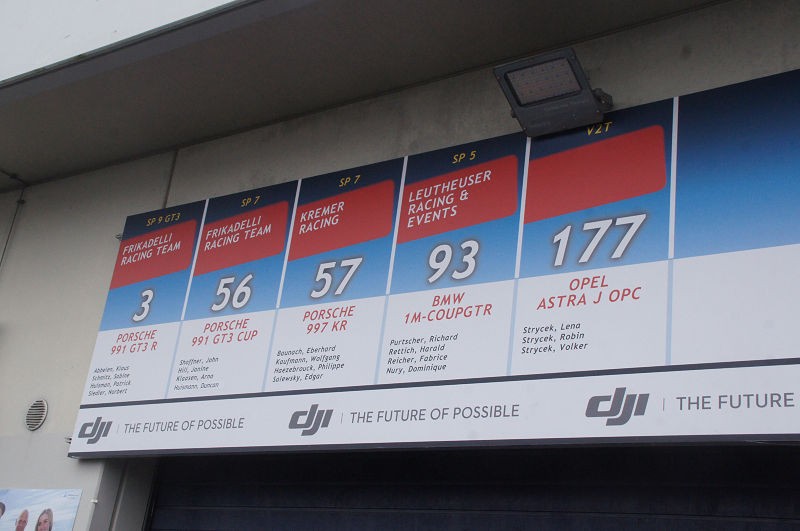 SP 9 GT3
FRIKADELLI
RACING TEAM
3
PORSCHE
991 GT3 R
Abbelen, Klaus
Schmitz, Sabine
Huisman, Patrick
Siedler, Norbert
SP 7
FRIKADELLI
RACING TEAM
56
PORSCHE
991 GT3 CUP
Shoffner, John
Hill, Janine
Klaasen, Arno
Huismann, Duncan
SP 7
KREMER
RACING
57
PORSCHE
997 KR
Baunach, Eberhard
Kaufmann, Wolfgang
Haezebrouck, Philippe
Salewsky, Edgar
SP 5
LEUTHEUSER
RACING &
EVENTS
93
BMW
1M-COUPGTR
Partscher, Richard
Rettich, Harald
Reicher, Fabrice
Nury, Dominique
V2T
177
OPEL
ASTRA J OPC
Strycek, Lena
Strycek, Robin
Strycek, Volker
dji THE FUTURE OF POSSIBLE
dji THE FUTURE OF POSSIBLE
dji THE FUTURE